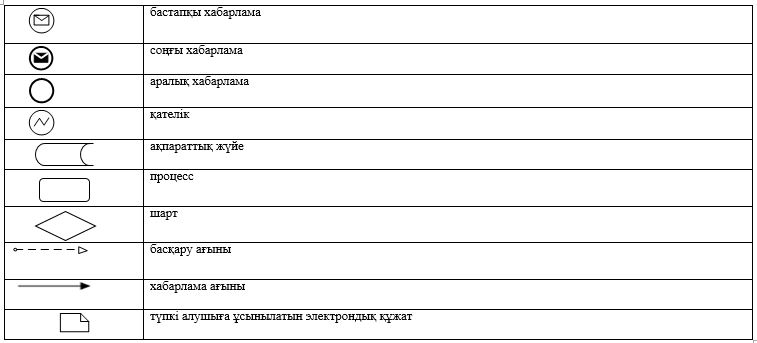 бастапқы хабарлама
соңғы хабарлама
аралық хабарлама
қателік
ақпараттық жүйе
процесс
шарт
басқару ағыны
хабарлама ағыны
түпкі алушыға ұсынылатын электрондық құжат